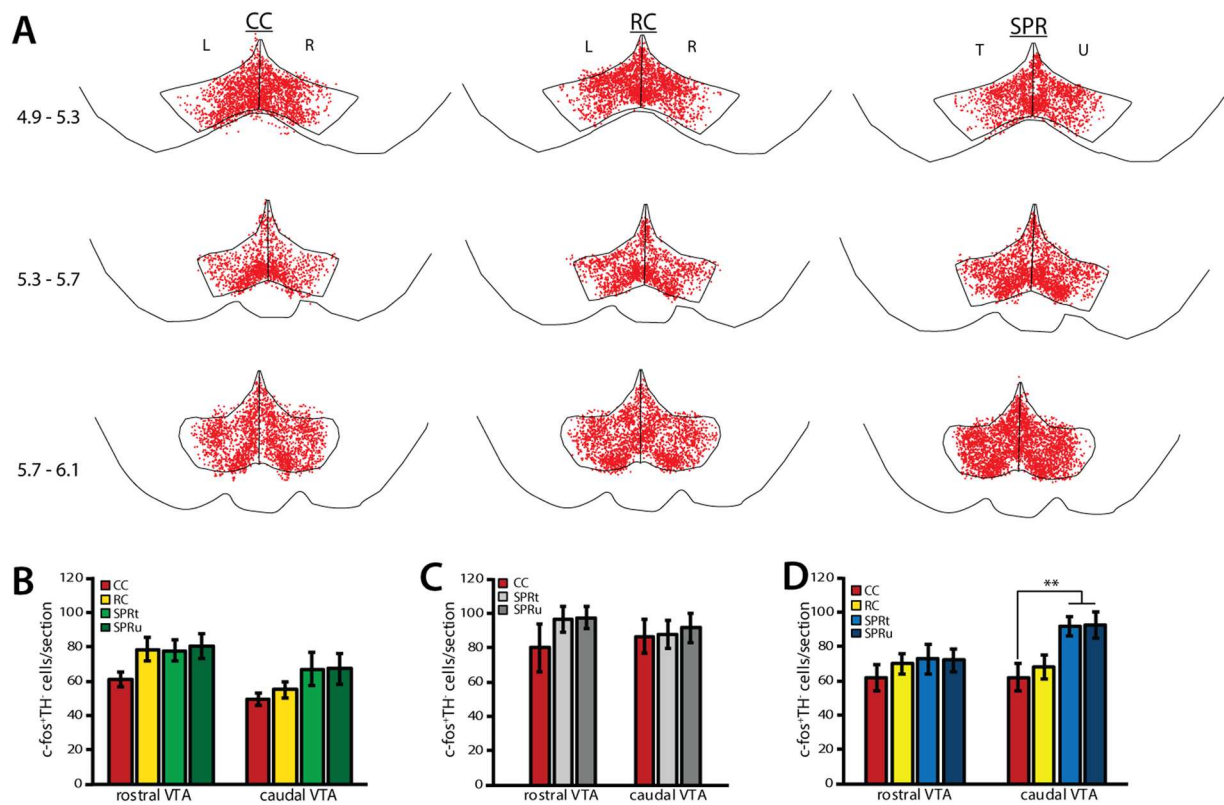 A
CC
RC
SPR
L R
L R
T U
4.9 - 5.3
5.3 - 5.7
5.7 - 6.1
B
c-fos⁺TH⁻ cells/section
120
100
80
60
40
20
0
CC
RC
SPRt
SPRu
rostral VTA
caudal VTA
C
c-fos⁺TH⁻ cells/section
120
100
80
60
40
20
0
CC
SPRt
SPRu
rostral VTA
caudal VTA
D
c-fos⁺TH⁻ cells/section
120
100
80
60
40
20
0
CC
RC
SPRt
SPRu
**
rostral VTA
caudal VTA